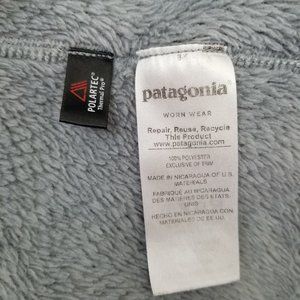 POLARTEC®
Thermal Pro®
patagonia
WORN WEAR
Repair, Reuse, Recycle
This Product
www.patagonia.com
100% POLYESTER
EXCLUSIVE OF TRIM
MADE IN NICARAGUA OF U.S.
MATERIALS
FABRIQUÉ AU NICARAGUA
DES MATIÈRES DES ÉTATS
UNIS
HECHO EN NICARAGUA CON
MATERIALES DE EE.UU.